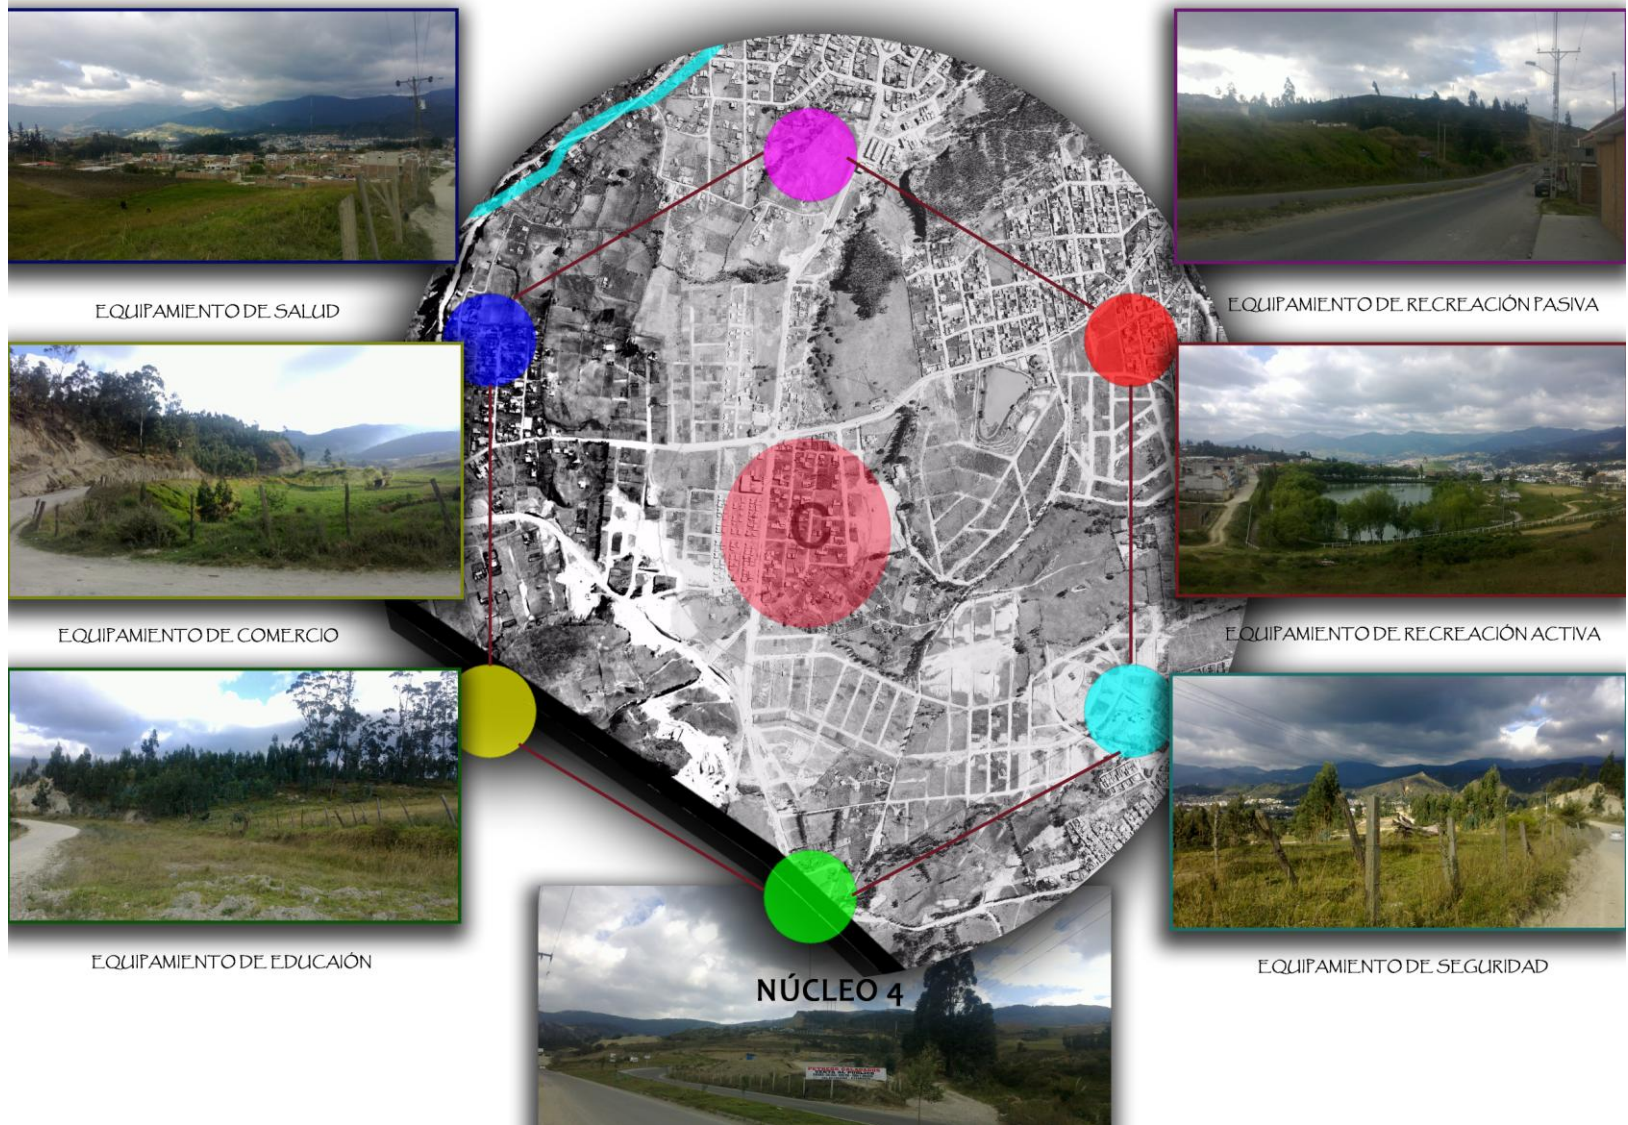 EQUIPAMIENTO DE SALUD
EQUIPAMIENTO DE RECREACIÓN PASIVA
C
EQUIPAMIENTO DE COMERCIO
EQUIPAMIENTO DE RECREACIÓN ACTIVA
EQUIPAMIENTO DE EDUCAIÓN
EQUIPAMIENTO DE SEGURIDAD
NÚCLEO 4